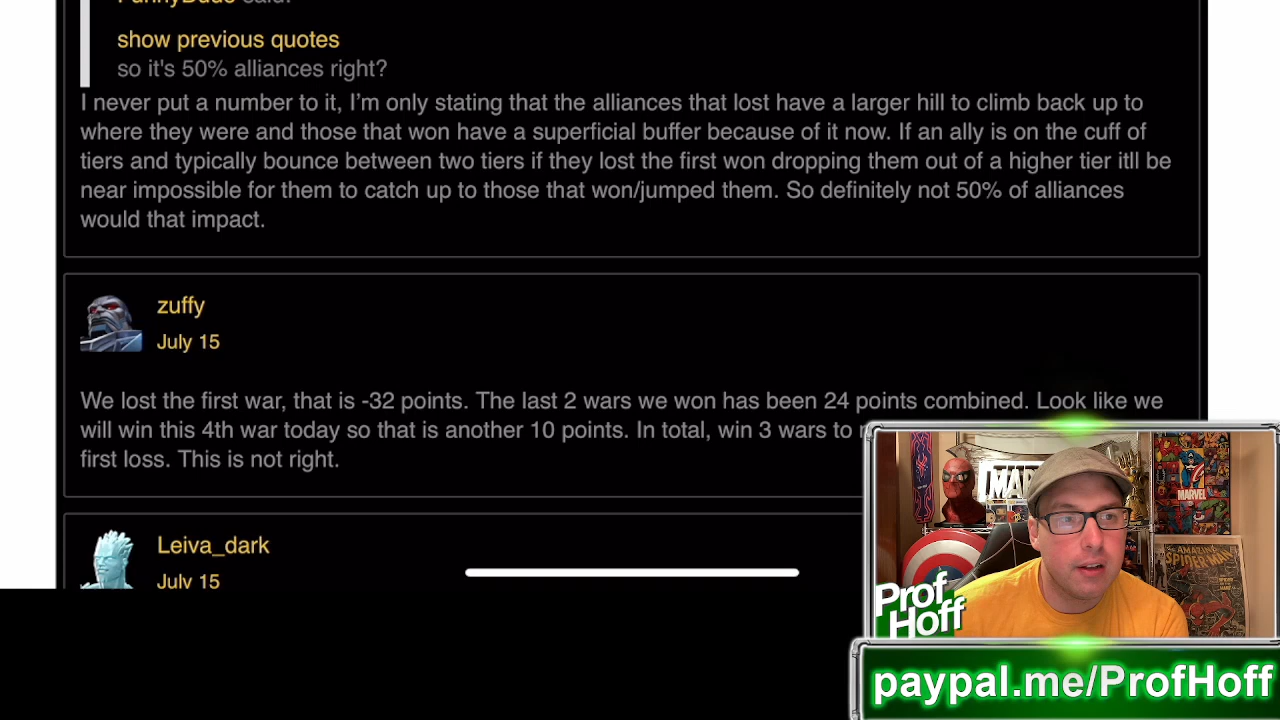 show previous quotes
so it's 50% alliances right?
I never put a number to it, I'm only stating that the alliances that lost have a larger hill to climb back up to
where they were and those that won have a superficial buffer because of it now. If an ally is on the cuff of
tiers and typically bounce between two tiers if they lost the first won dropping them out of a higher tier itll be
near impossible for them to catch up to those that won/jumped them. So definitely not 50% of alliances
would that impact.
zuffy
July 15
We lost the first war, that is -32 points. The last 2 wars we won has been 24 points combined. Look like we
will win this 4th war today so that is another 10 points. In total, win 3 wars to
first loss. This is not right.
Leiva_dark
July 15
MAR
MARVEL
AMAZING
SPIDER-MAN
Prof
Hoff
paypal.me/ProfHoff